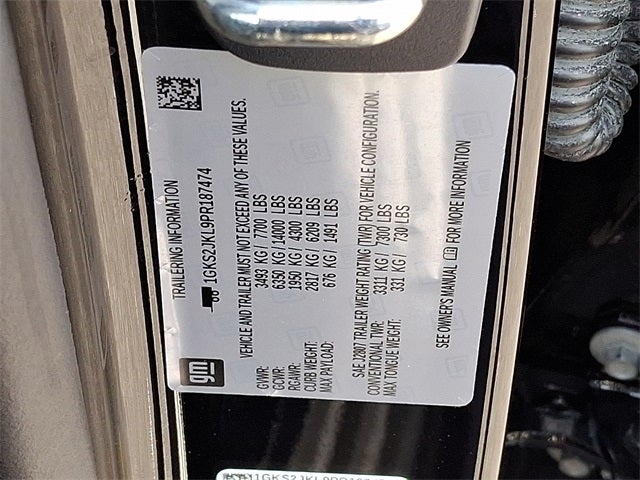 gm
TRAILERING INFORMATION
1GKS2JKL9PR187474
VEHICLE AND TRAILER MUST NOT EXCEED ANY OF THESE VALUES.
GVWR: 3493 KG / 7700 LBS
GCWR: 6350 KG / 14000 LBS
RGAWR: 1950 KG / 4300 LBS
CURB WEIGHT: 2817 KG / 6209 LBS
MAX PAYLOAD: 676 KG / 1491 LBS
SAE J2807 TRAILER WEIGHT RATING (TWR) FOR VEHICLE CONFIGURATION.
CONVENTIONAL TWR: 3311 KG / 7300 LBS
MAX TONGUE WEIGHT: 331 KG / 730 LBS
SEE OWNER'S MANUAL FOR MORE INFORMATION